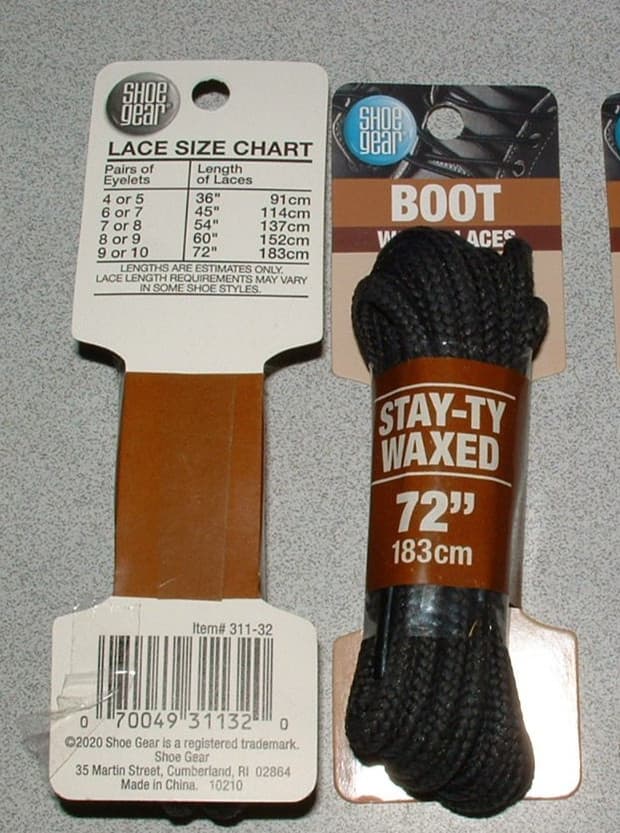 SHOE
gear
LACE SIZE CHART
Pairs of Eyelets Length of Laces
4 or 5 36" 91cm
6 or 7 45" 114cm
7 or 8 54" 137cm
8 or 9 60" 152cm
9 or 10 72" 183cm
LENGTHS ARE ESTIMATES ONLY.
LACE LENGTH REQUIREMENTS MAY VARY
IN SOME SHOE STYLES.
Item# 311-32
0 70049 31132 0
©2020 Shoe Gear is a registered trademark.
Shoe Gear
35 Martin Street, Cumberland, RI 02864
Made in China. 10210
SHOE
gear
BOOT
LACES
STAY-TY
WAXED
72”
183cm